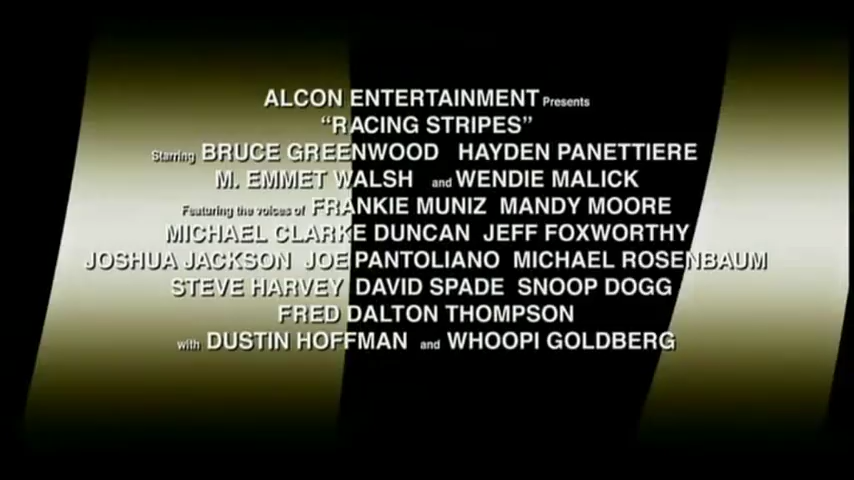 ALCON ENTERTAINMENT Presents
“RACING STRIPES”
Starring BRUCE GREENWOOD HAYDEN PANETTIERE
M. EMMET WALSH and WENDIE MALICK
Featuring the voices of FRANKIE MUNIZ MANDY MOORE
MICHAEL CLARKE DUNCAN JEFF FOXWORTHY
JOSHUA JACKSON JOE PANTOLIANO MICHAEL ROSENBAUM
STEVE HARVEY DAVID SPADE SNOOP DOGG
FRED DALTON THOMPSON
with DUSTIN HOFFMAN and WHOOPI GOLDBERG